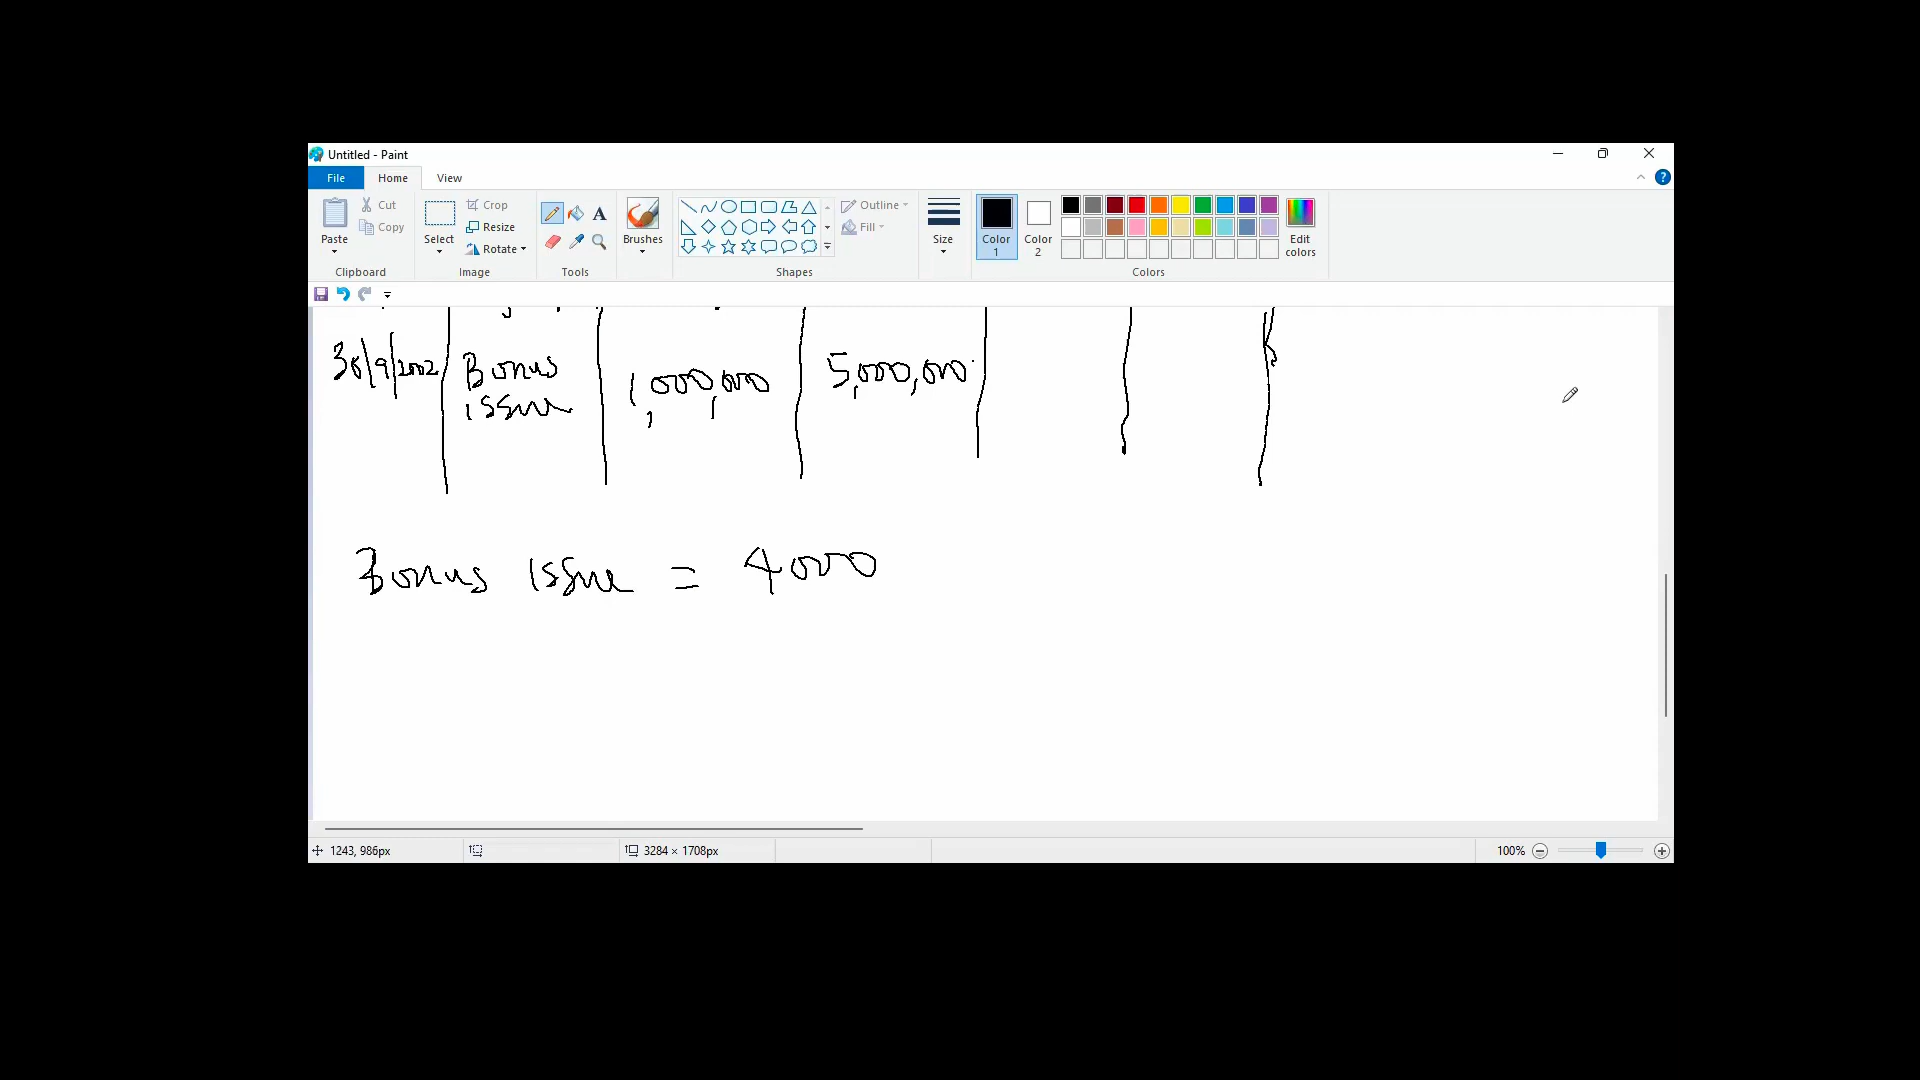 Untitled - Paint
File Home View
Paste
Cut
Copy
Clipboard
Select
Crop
Resize
Rotate
Image
A
Tools
Brushes
Outline
Fill
Shapes
Size
Color 1
Color 2
Edit colors
Colors
30/9/2002 Bonus issue 1,000,000 5,000,000
Bonus issue = 4000
1243, 986px 3284 × 1708px 100%